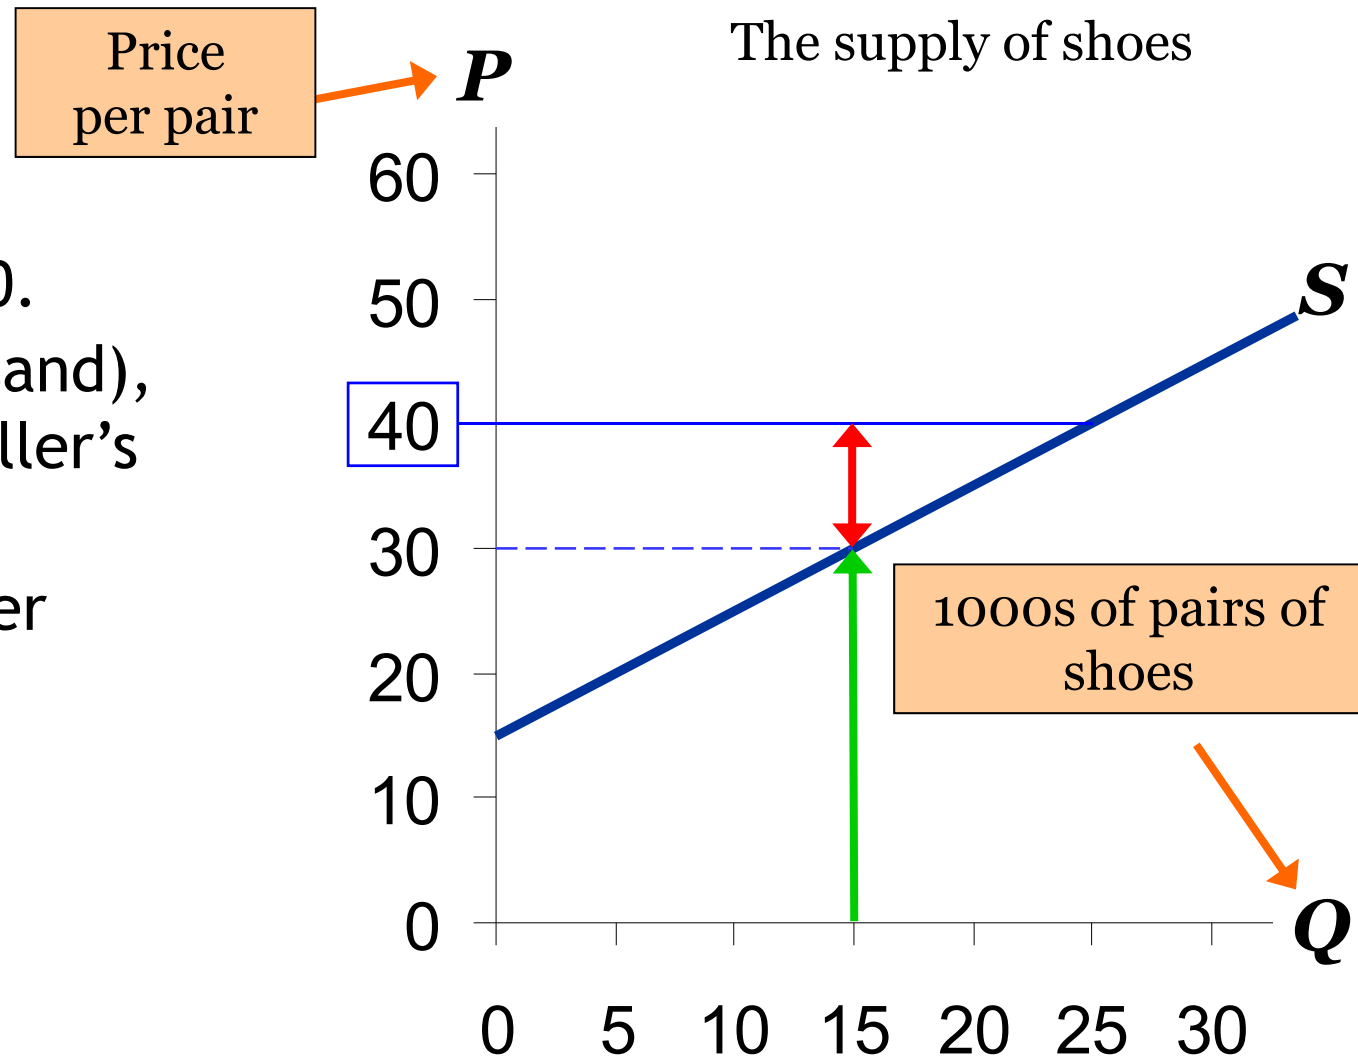 The supply of shoes
Price
per pair
P
60
50
40
30
20
10
0
S
0.
and),
ller’s
er
1000s of pairs of
shoes
Q
0 5 10 15 20 25 30